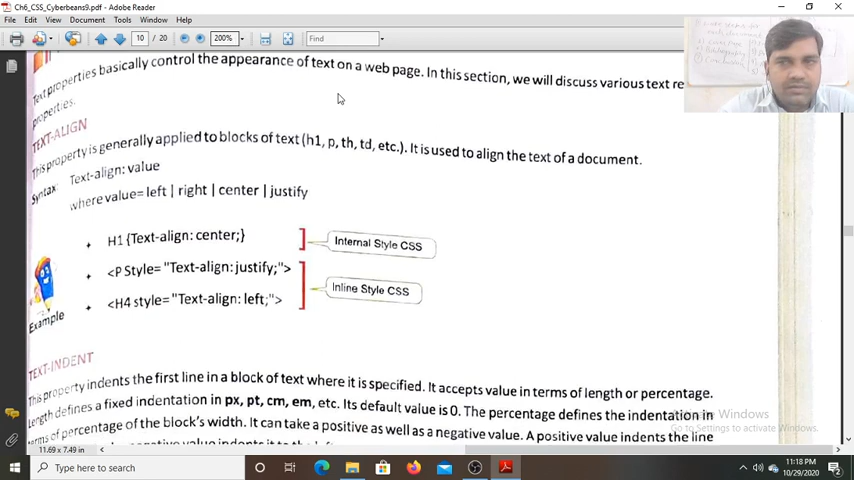 Ch6_CSS_Cyberbeans9.pdf - Adobe Reader
File Edit View Document Tools Window Help
10 / 20 200% Find
Text properties basically control the appearance of text on a web page. In this section, we will discuss various text
properties.
TEXT-ALIGN
This property is generally applied to blocks of text (h1, p, th, td, etc.). It is used to align the text of a document.
Syntax: Text-align: value
where value= left | right | center | justify
H1 {Text-align: center;}
Internal Style CSS
<P Style= "Text-align: justify;">
Inline Style CSS
<H4 style="Text-align: left;">
Example
TEXT-INDENT
This property indents the first line in a block of text where it is specified. It accepts value in terms of length or percentage.
Length defines a fixed indentation in px, pt, cm, em, etc. Its default value is 0. The percentage defines the indentation in
terms of percentage of the block's width. It can take a positive as well as a negative value. A positive value indents the line
Activate Windows
Go to Settings to activate Windows.
11.69 x 7.49 in
Type here to search
11:18 PM
10/29/2020
2